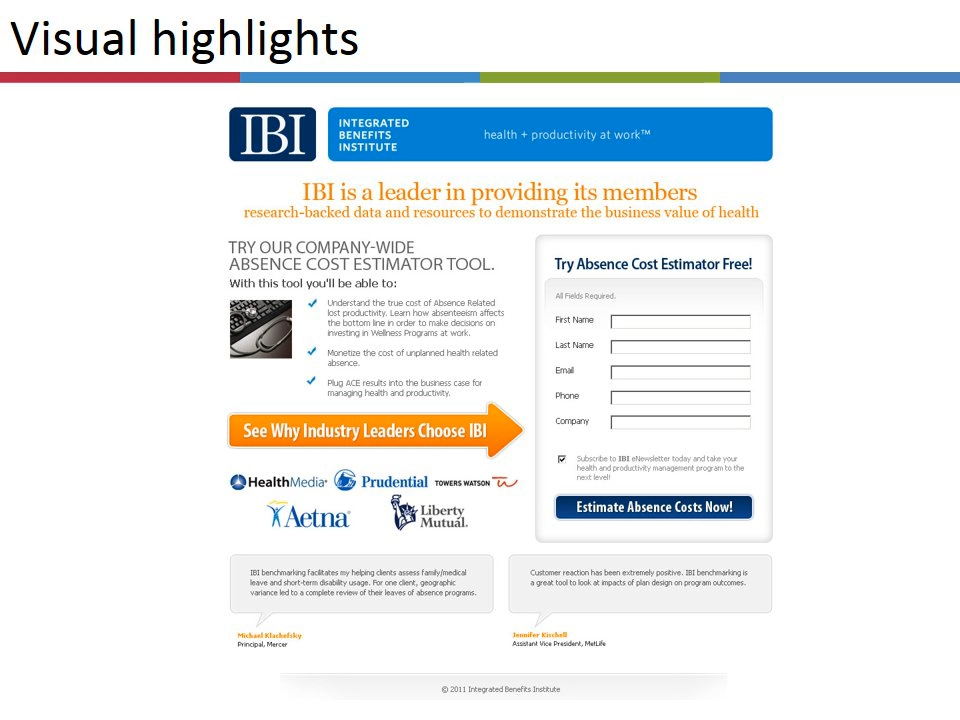 Visual highlights
IBI
INTEGRATED
BENEFITS
INSTITUTE
health + productivity at work™
IBI is a leader in providing its members
research-backed data and resources to demonstrate the business value of health
TRY OUR COMPANY-WIDE
ABSENCE COST ESTIMATOR TOOL.
With this tool you'll be able to:
Understand the true cost of Absence Related
lost productivity. Learn how absenteeism affects
the bottom line in order to make decisions on
investing in Wellness Programs at work.
Monetize the cost of unplanned health related
absence.
Plug ACE results into the business case for
managing health and productivity.
See Why Industry Leaders Choose IBI
HealthMedia
Prudential
TOWERS WATSON
Aetna
Liberty
Mutual.
Try Absence Cost Estimator Free!
All Fields Required.
First Name
Last Name
Email
Phone
Company
Subscribe to IBI eNewsletter today and take your
health and productivity management program to the
next level!
Estimate Absence Costs Now!
IBI benchmarking facilitates my helping clients assess family/medical
leave and short-term disability usage. For one client, geographic
variance led to a complete review of their leaves of absence programs.
Michael Klachefsky
Principal, Mercer
Customer reaction has been extremely positive. IBI benchmarking is
a great tool to look at impacts of plan design on program outcomes.
Jennifer Kischell
Assistant Vice President, MetLife
© 2011 Integrated Benefits Institute